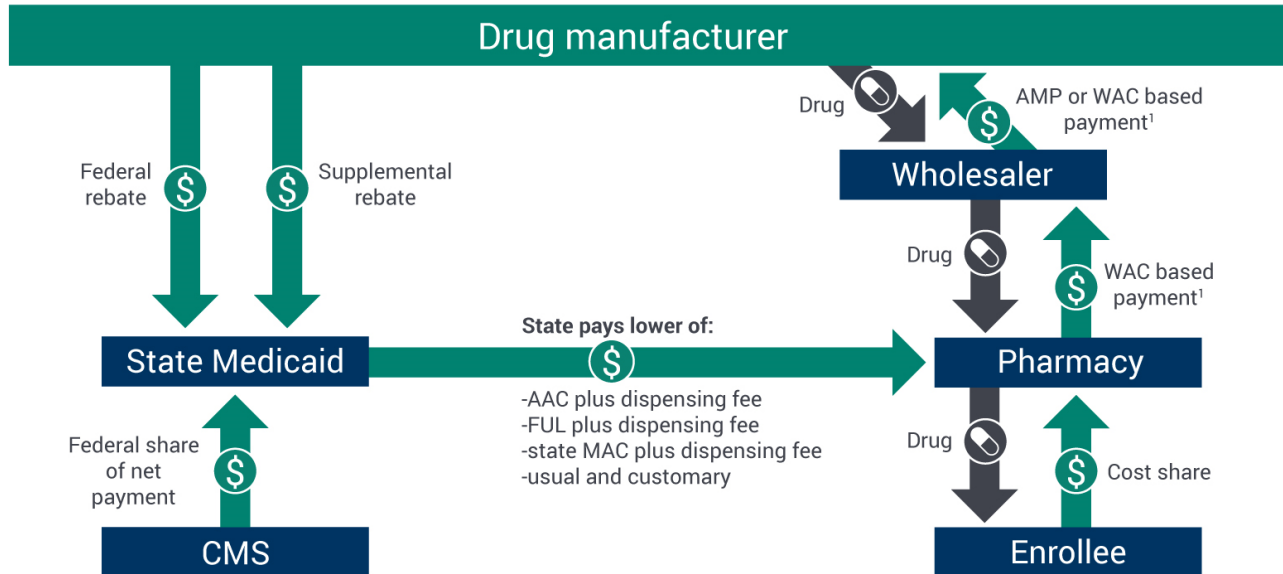 Drug manufacturer
Federal
rebate
$
$
Supplemental
rebate
Drug
$
AMP or WAC based
payment¹
Wholesaler
Drug
$
WAC based
payment¹
State Medicaid
State pays lower of:
$
-AAC plus dispensing fee
-FUL plus dispensing fee
-state MAC plus dispensing fee
-usual and customary
Pharmacy
Federal share
of net
payment
$
Drug
$
Cost share
CMS
Enrollee